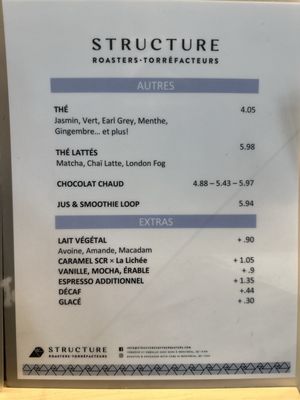 STRUCTURE
ROASTERS-TORRÉFACTEURS
AUTRES
THÉ 4.05
Jasmin, Vert, Earl Grey, Menthe,
Gingembre... et plus!
THÉ LATTÉS 5.98
Matcha, Chaï Latte, London Fog
CHOCOLAT CHAUD 4.88 – 5.43 – 5.97
JUS & SMOOTHIE LOOP 5.94
EXTRAS
LAIT VÉGÉTAL + .90
Avoine, Amande, Macadam
CARAMEL SCR × La Lichée + 1.05
VANILLE, MOCHA, ÉRABLE + .9
ESPRESSO ADDITIONNEL + 1.35
DÉCAF +.44
GLACÉ + .30
STRUCTURE
ROASTERS-TORRÉFACTEURS